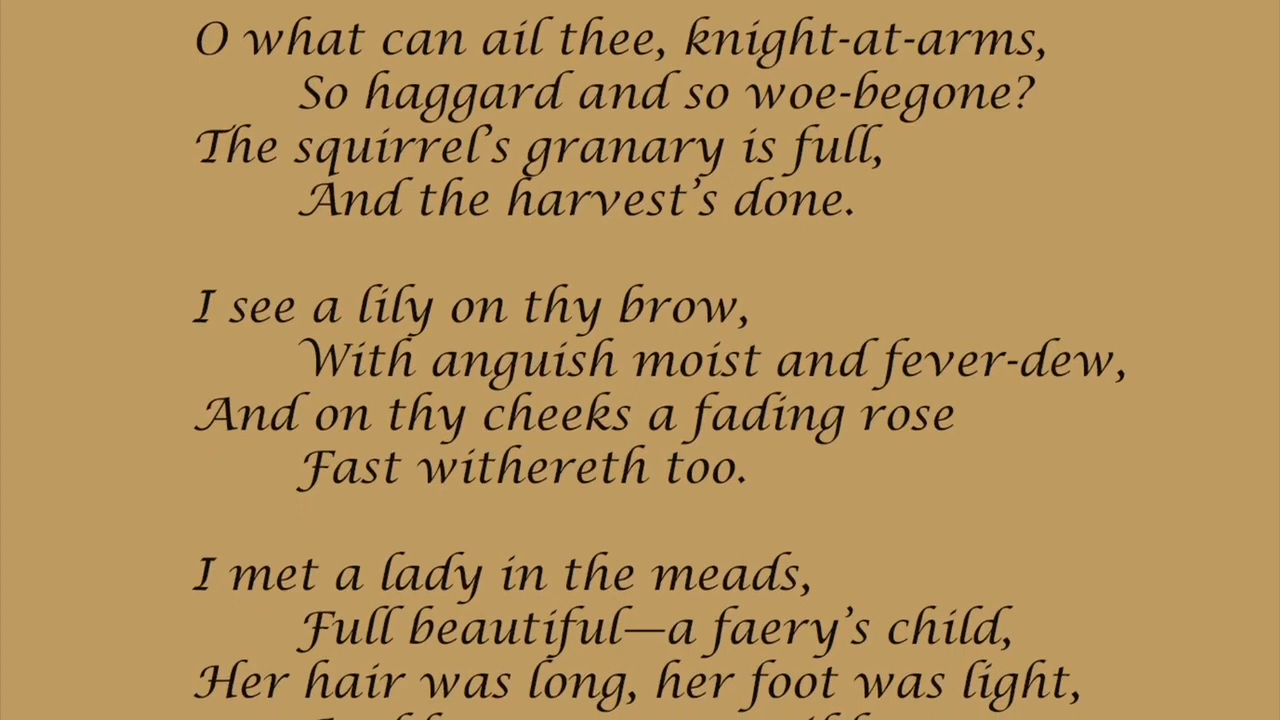 O what can ail thee, knight-at-arms,
So haggard and so woe-begone?
The squirrel’s granary is full,
And the harvest’s done.
I see a lily on thy brow,
With anguish moist and fever-dew,
And on thy cheeks a fading rose
Fast withereth too.
I met a lady in the meads,
Full beautiful—a faery’s child,
Her hair was long, her foot was light,